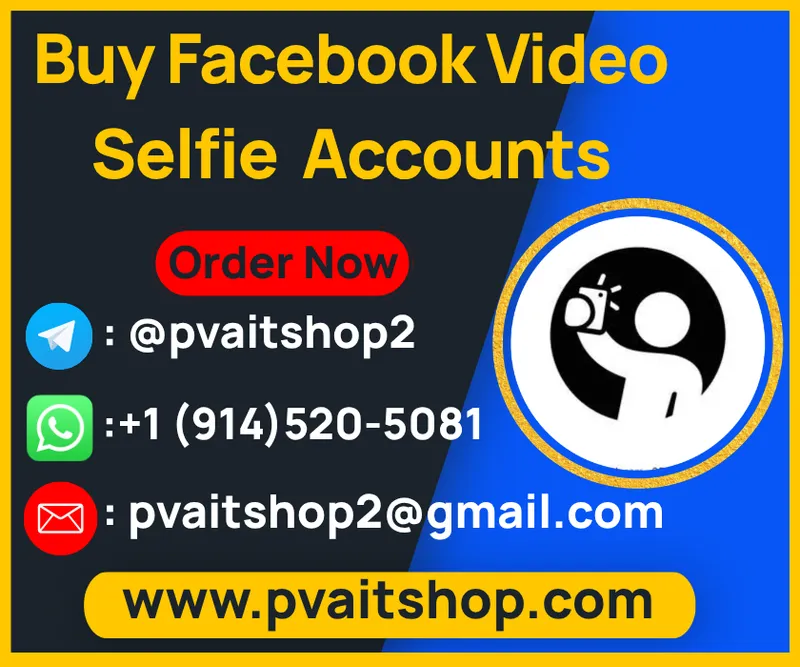 Buy Facebook Video
Selfie Accounts
Order Now
: @pvaitshop2
:+1 (914)520-5081
: pvaitshop2@gmail.com
www.pvaitshop.com